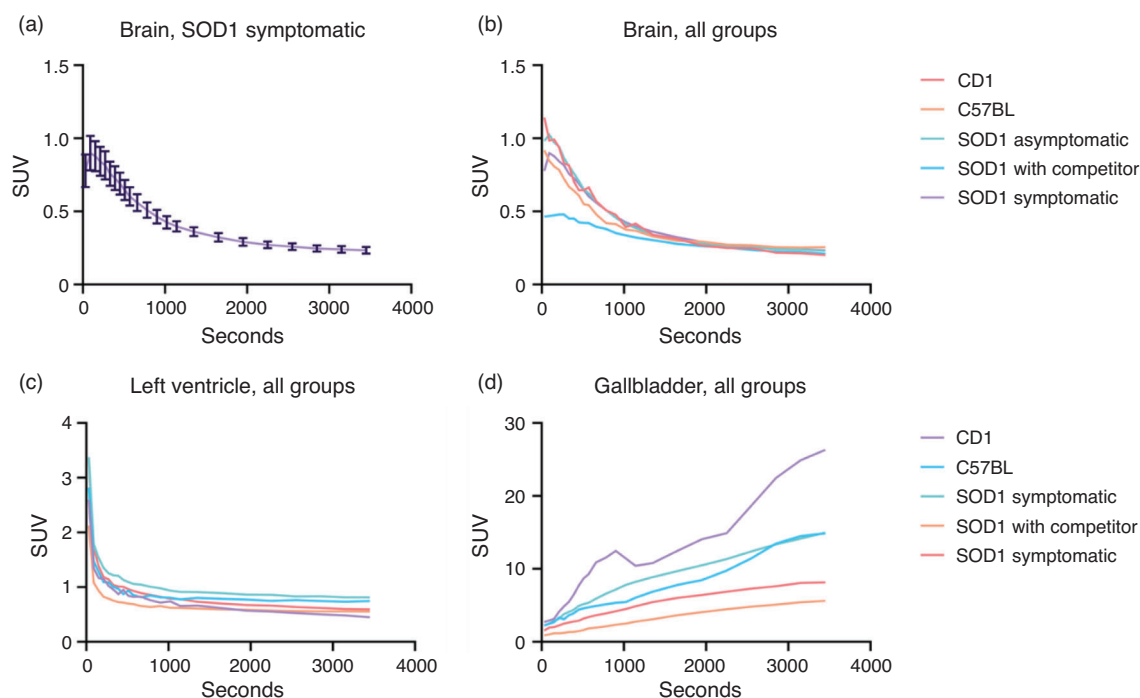 (a) Brain, SOD1 symptomatic
SUV
1.5
1.0
0.5
0
0 1000 2000 3000 4000
Seconds
(b) Brain, all groups
SUV
1.5
1.0
0.5
0
0 1000 2000 3000 4000
Seconds
CD1
C57BL
SOD1 asymptomatic
SOD1 with competitor
SOD1 symptomatic
(c) Left ventricle, all groups
SUV
4
3
2
1
0
0 1000 2000 3000 4000
Seconds
(d) Gallbladder, all groups
SUV
30
20
10
0
0 1000 2000 3000 4000
Seconds
CD1
C57BL
SOD1 symptomatic
SOD1 with competitor
SOD1 symptomatic